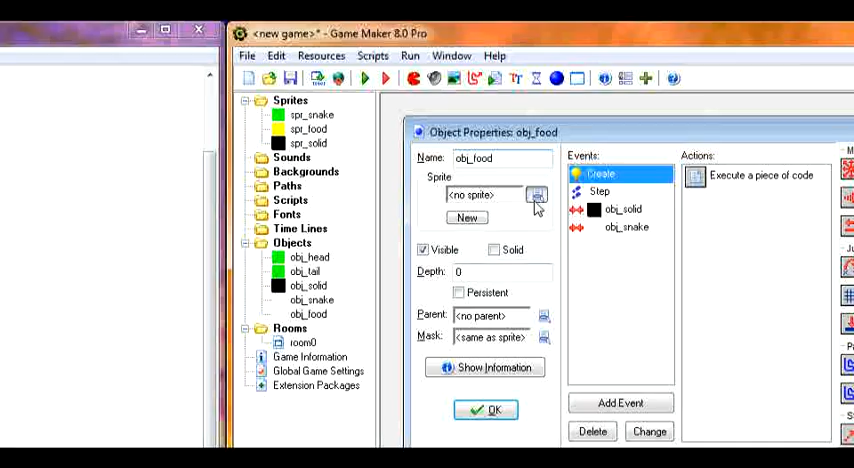 <new game>* - Game Maker 8.0 Pro
File Edit Resources Scripts Run Window Help
Sprites
spr_snake
spr_food
spr_solid
Sounds
Backgrounds
Paths
Scripts
Fonts
Time Lines
Objects
obj_head
obj_tail
obj_solid
obj_snake
obj_food
Rooms
room0
Game Information
Global Game Settings
Extension Packages
Object Properties: obj_food
Name: obj_food
Sprite
<no sprite>
New
Visible Solid
Depth: 0
Persistent
Parent: <no parent>
Mask: <same as sprite>
Show Information
OK
Events:
Create
Step
obj_solid
obj_snake
Add Event
Delete Change
Actions:
Execute a piece of code